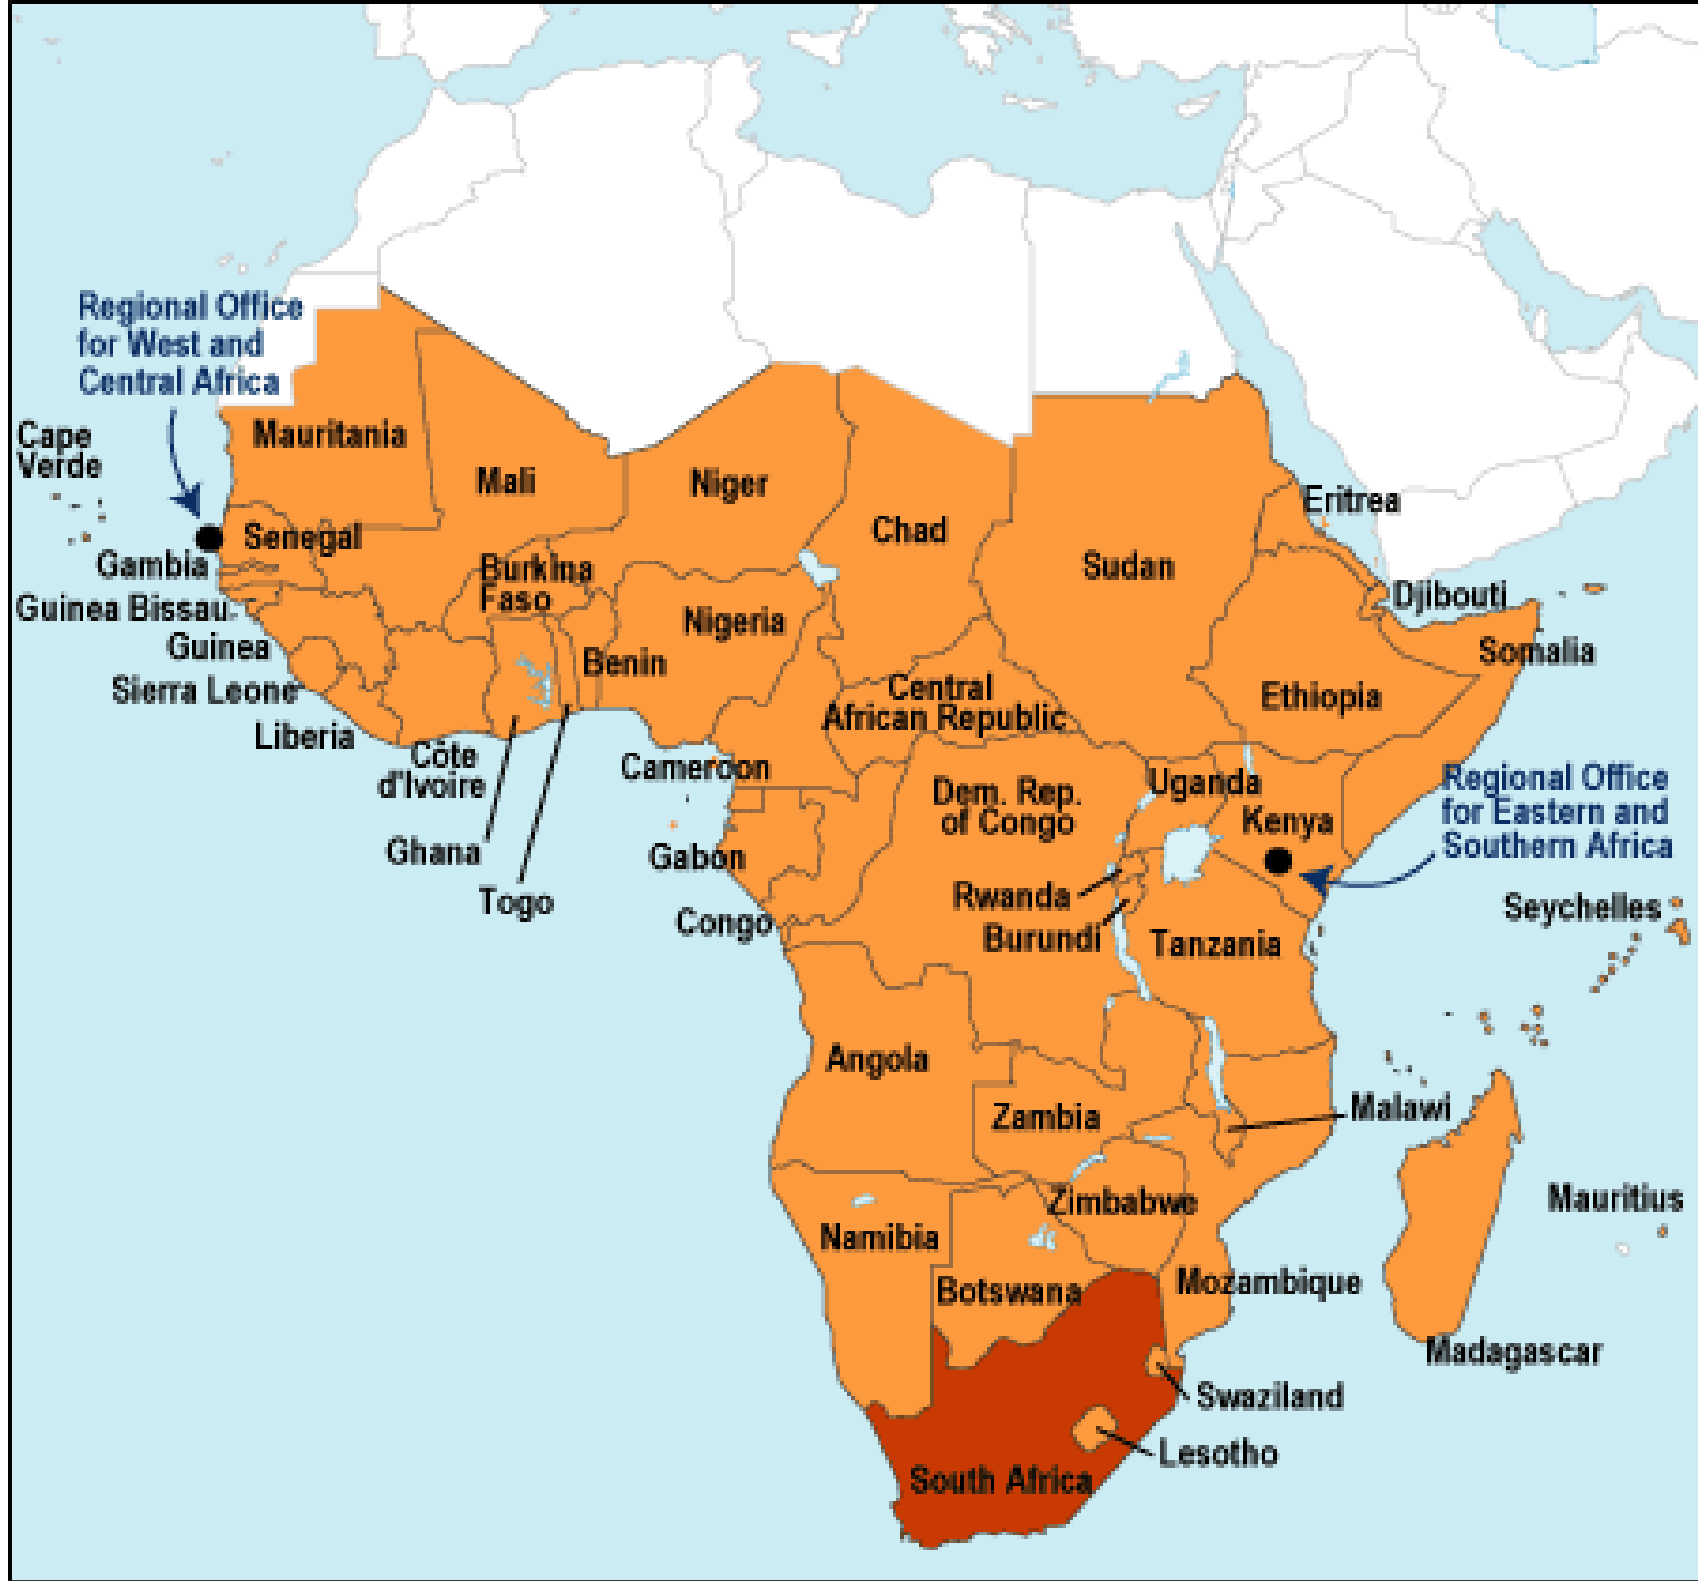 Regional Office
for West and
Central Africa
Cape
Verde
Mauritania
Mali
Niger
Chad
Sudan
Eritrea
Senegal
Gambia
Burkina
Faso
Djibouti
Guinea Bissau
Nigeria
Guinea
Benin
Somalia
Sierra Leone
Central
African Republic
Ethiopia
Liberia
Côte
d'Ivoire
Cameroon
Uganda
Dem. Rep.
of Congo
Kenya
Regional Office
for Eastern and
Southern Africa
Ghana
Gabon
Togo
Rwanda
Congo
Burundi
Tanzania
Seychelles
Angola
Zambia
Malawi
Zimbabwe
Mauritius
Namibia
Botswana
Mozambique
Madagascar
Swaziland
Lesotho
South Africa